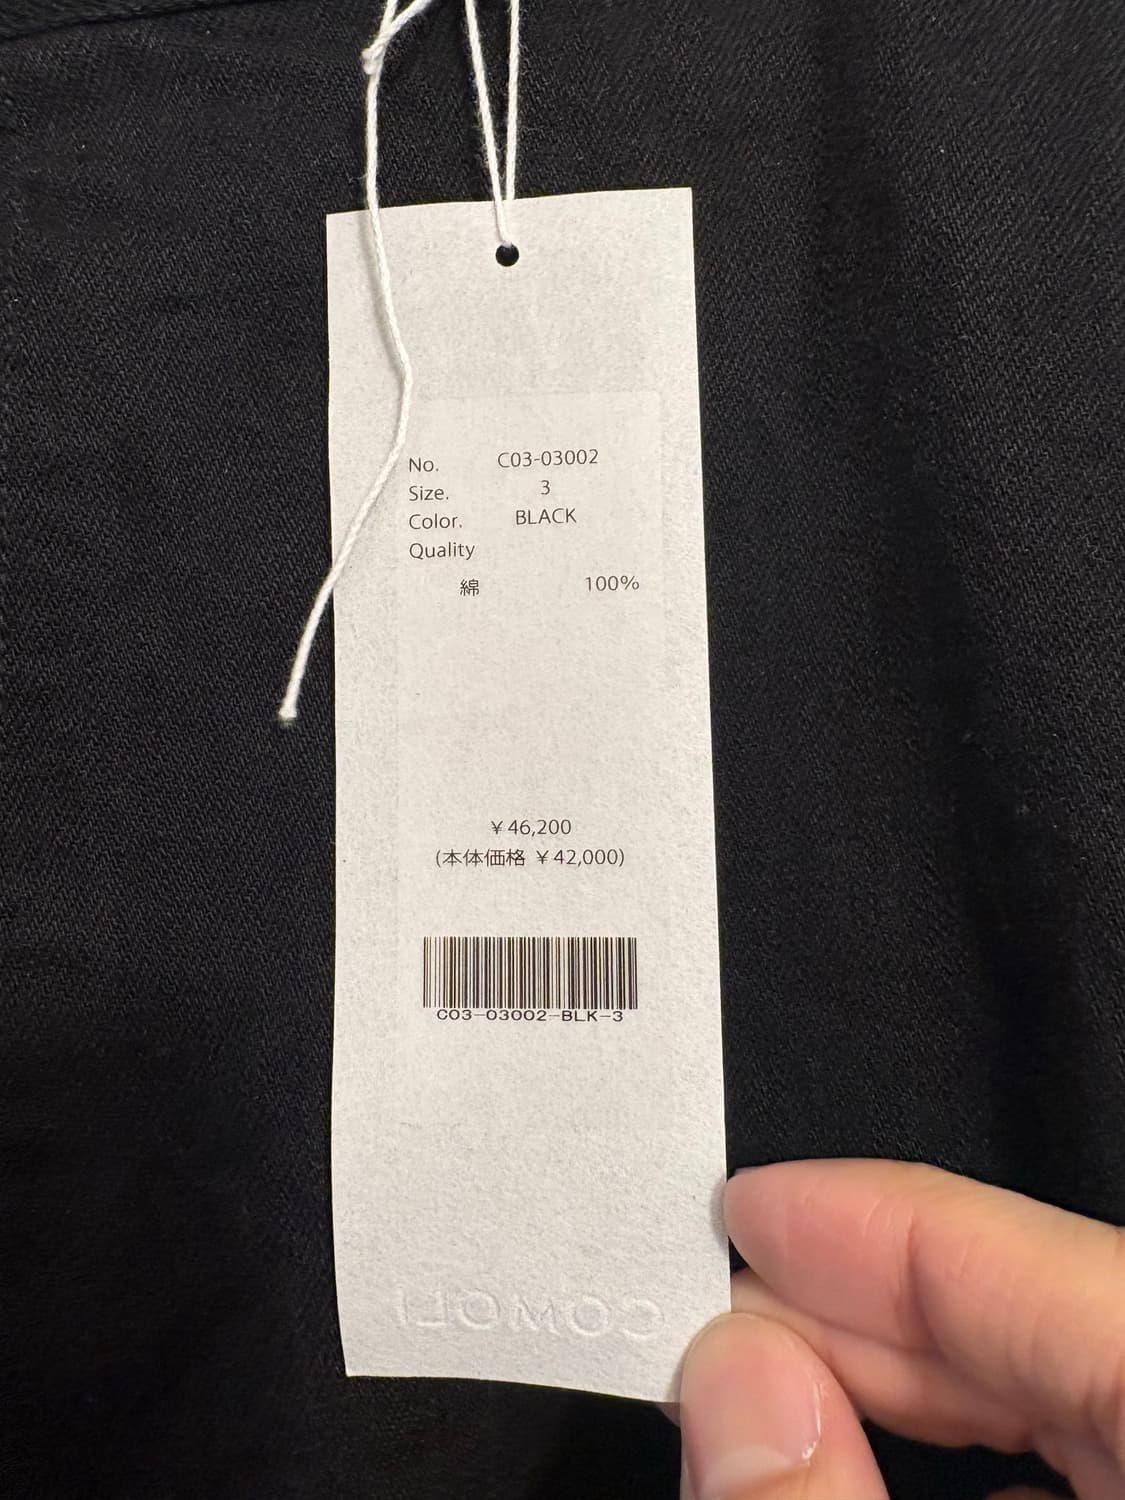 No. C03-03002
Size. 3
Color. BLACK
Quality
綿 100%
￥46,200
(本体価格 ￥42,000)
C03-03002-BLK-3
COMOLI